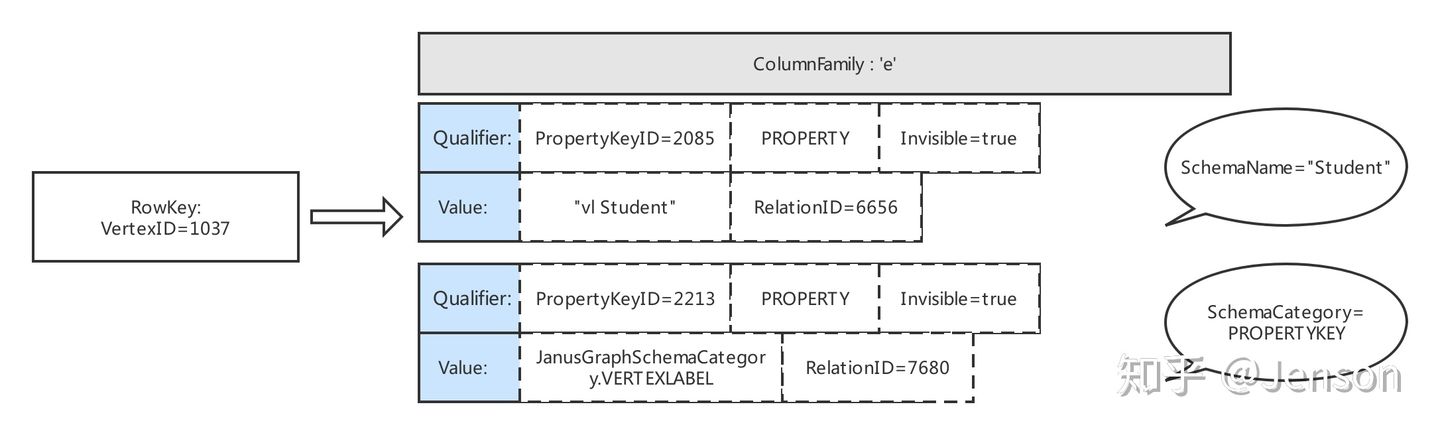 ColumnFamily : 'e'
Qualifier: PropertyKeyID=2085 PROPERTY Invisible=true
SchemaName="Student"
RowKey:
VertexID=1037
Value: "vl Student" RelationID=6656
Qualifier: PropertyKeyID=2213 PROPERTY Invisible=true
SchemaCategory=
PROPERTYKEY
Value: JanusGraphSchemaCategor
y.VERTEXLABEL
RelationID=7680
知乎 @Jenson